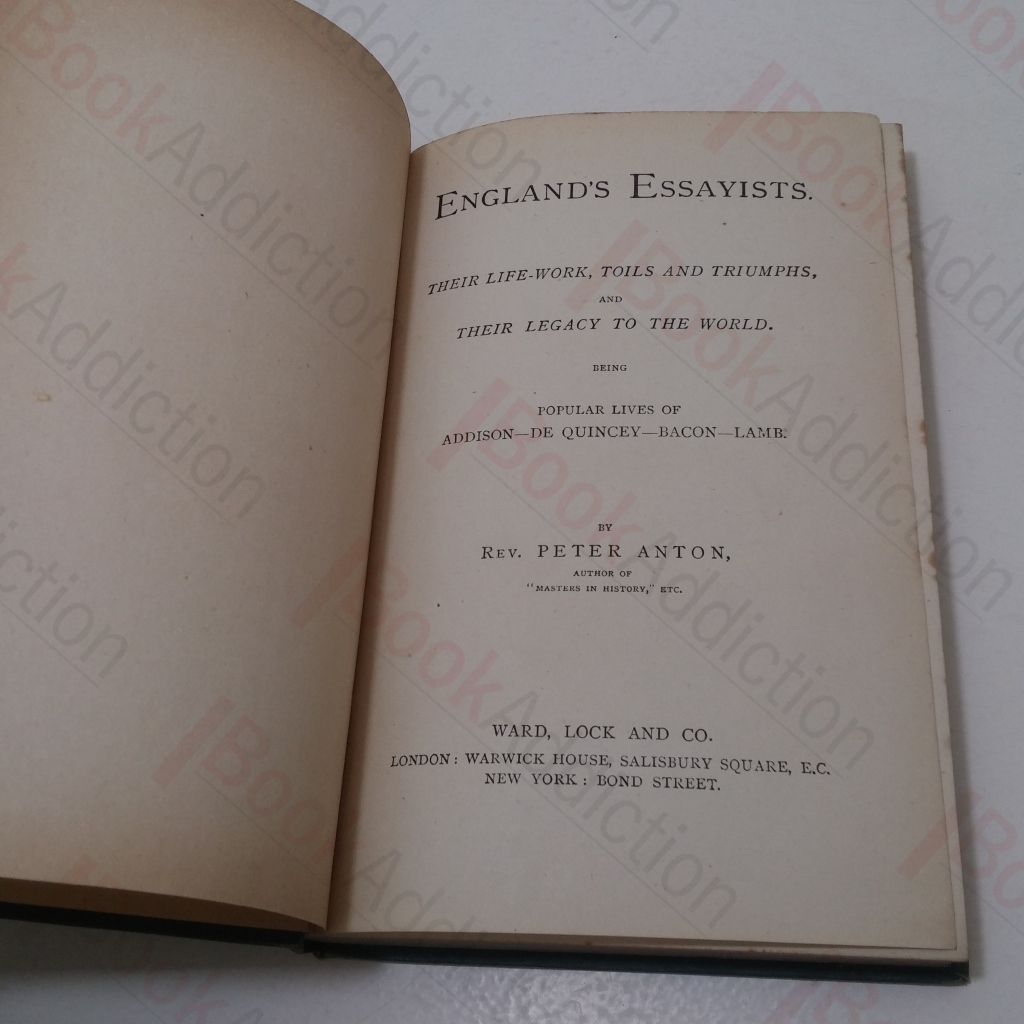 ENGLAND'S ESSAYISTS.
THEIR LIFE-WORK, TOILS AND TRIUMPHS,
AND
THEIR LEGACY TO THE WORLD.
BEING
POPULAR LIVES OF
ADDISON—DE QUINCEY—BACON—LAMB.
BY
REV. PETER ANTON,
AUTHOR OF
"MASTERS IN HISTORY," ETC.
WARD, LOCK AND CO.
LONDON: WARWICK HOUSE, SALISBURY SQUARE, E.C.
NEW YORK: BOND STREET.
BookAddiction